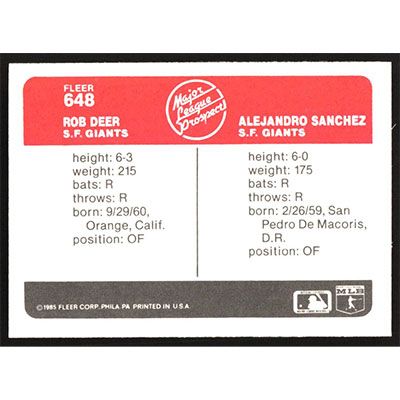 FLEER
648
Major
League
Prospect
ROB DEER
S.F. GIANTS
ALEJANDRO SANCHEZ
S.F. GIANTS
height: 6-3
weight: 215
bats: R
throws: R
born: 9/29/60,
Orange, Calif.
position: OF
height: 6-0
weight: 175
bats: R
throws: R
born: 2/26/59, San
Pedro De Macoris,
D.R.
position: OF
©1985 FLEER CORP. PHILA. PA. PRINTED IN U.S.A.
MLB